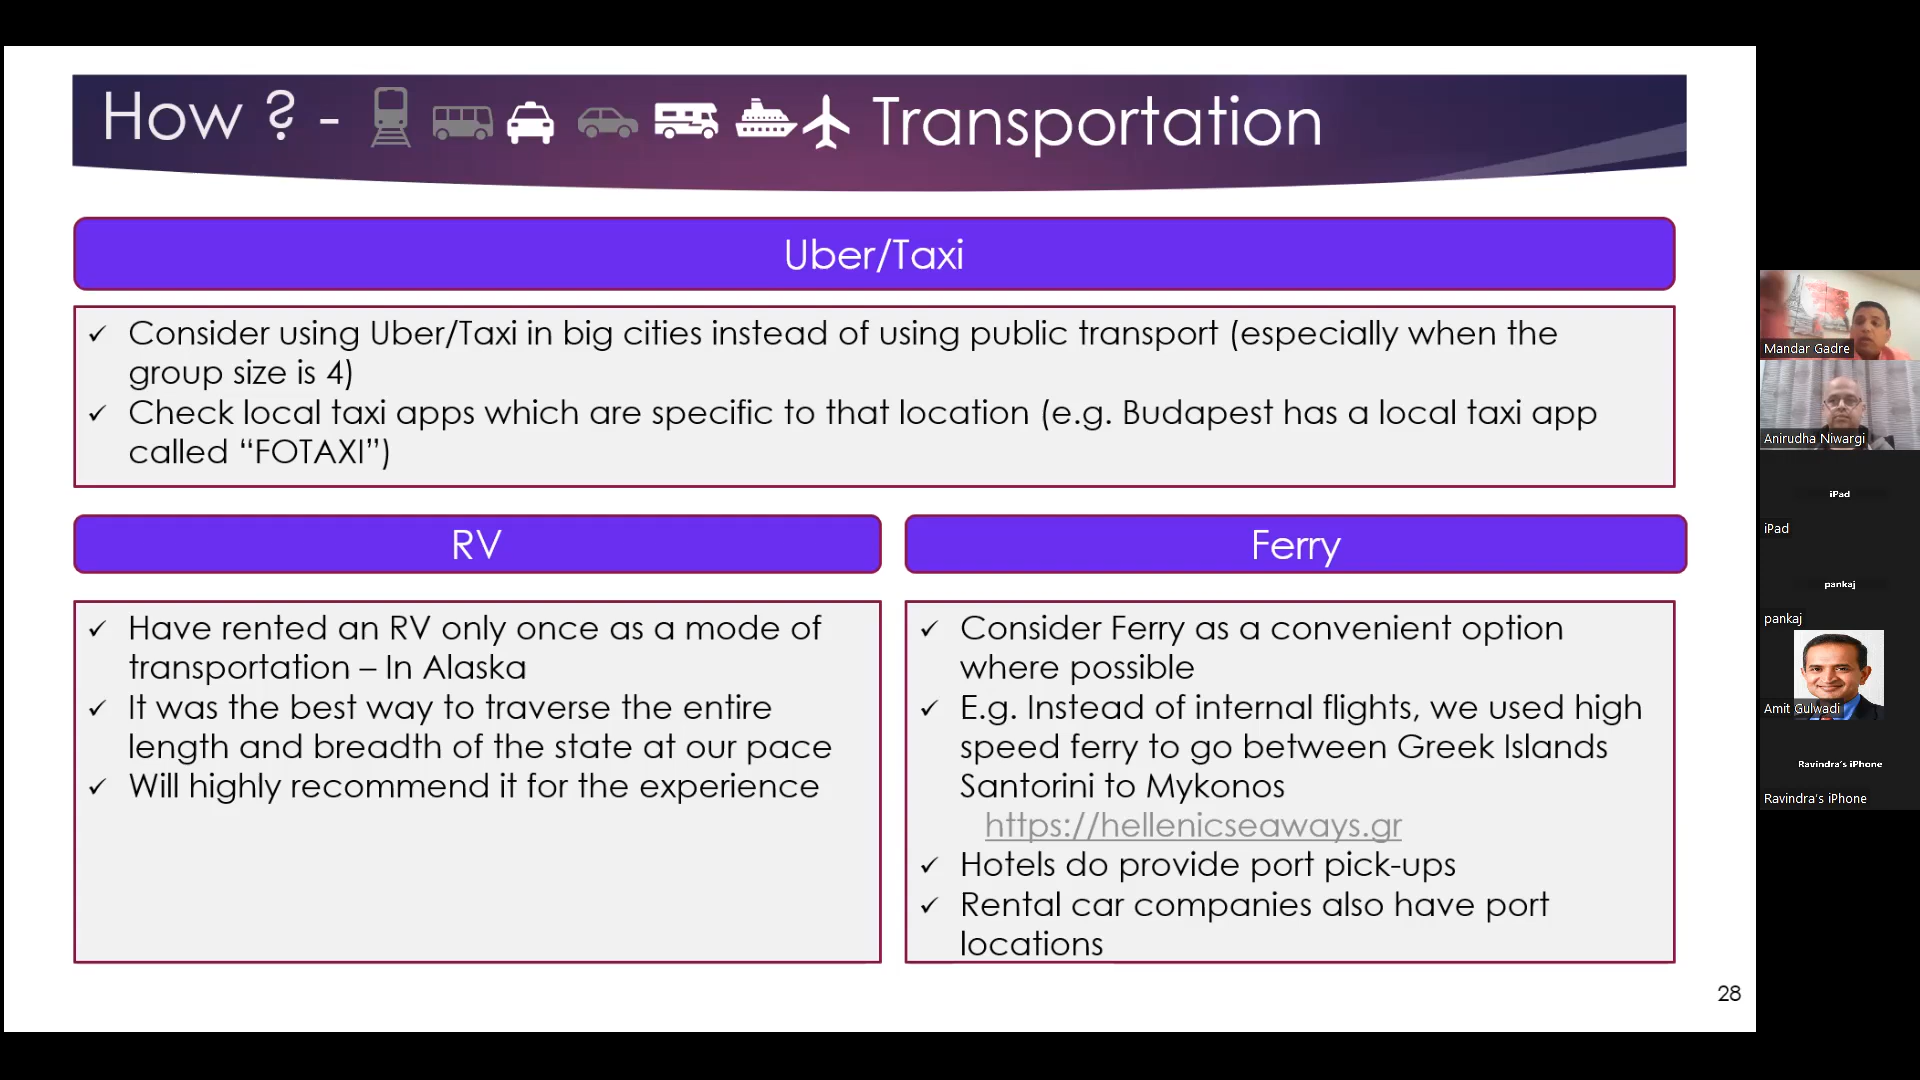 How ? - Transportation
Uber/Taxi
✓ Consider using Uber/Taxi in big cities instead of using public transport (especially when the
group size is 4)
✓ Check local taxi apps which are specific to that location (e.g. Budapest has a local taxi app
called “FOTAXI”)
RV
✓ Have rented an RV only once as a mode of
transportation – In Alaska
✓ It was the best way to traverse the entire
length and breadth of the state at our pace
✓ Will highly recommend it for the experience
Ferry
✓ Consider Ferry as a convenient option
where possible
✓ E.g. Instead of internal flights, we used high
speed ferry to go between Greek Islands
Santorini to Mykonos
https://hellenicseaways.gr
✓ Hotels do provide port pick-ups
✓ Rental car companies also have port
locations
28
Mandar Gadre
Anirudha Niwargi
iPad
iPad
pankaj
pankaj
Amit Gulwadi
Ravindra's iPhone
Ravindra's iPhone